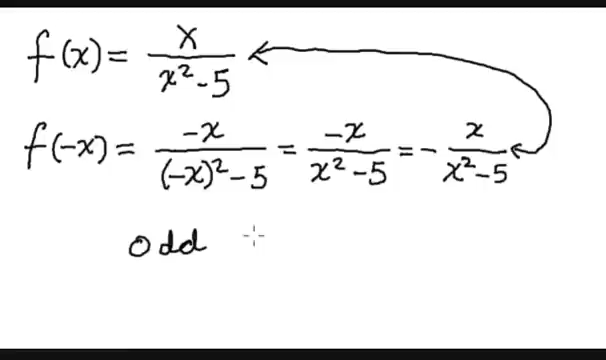 f(x) = x / (x² - 5)
f(-x) = -x / ((-x)² - 5) = -x / (x² - 5) = - x / (x² - 5)
odd